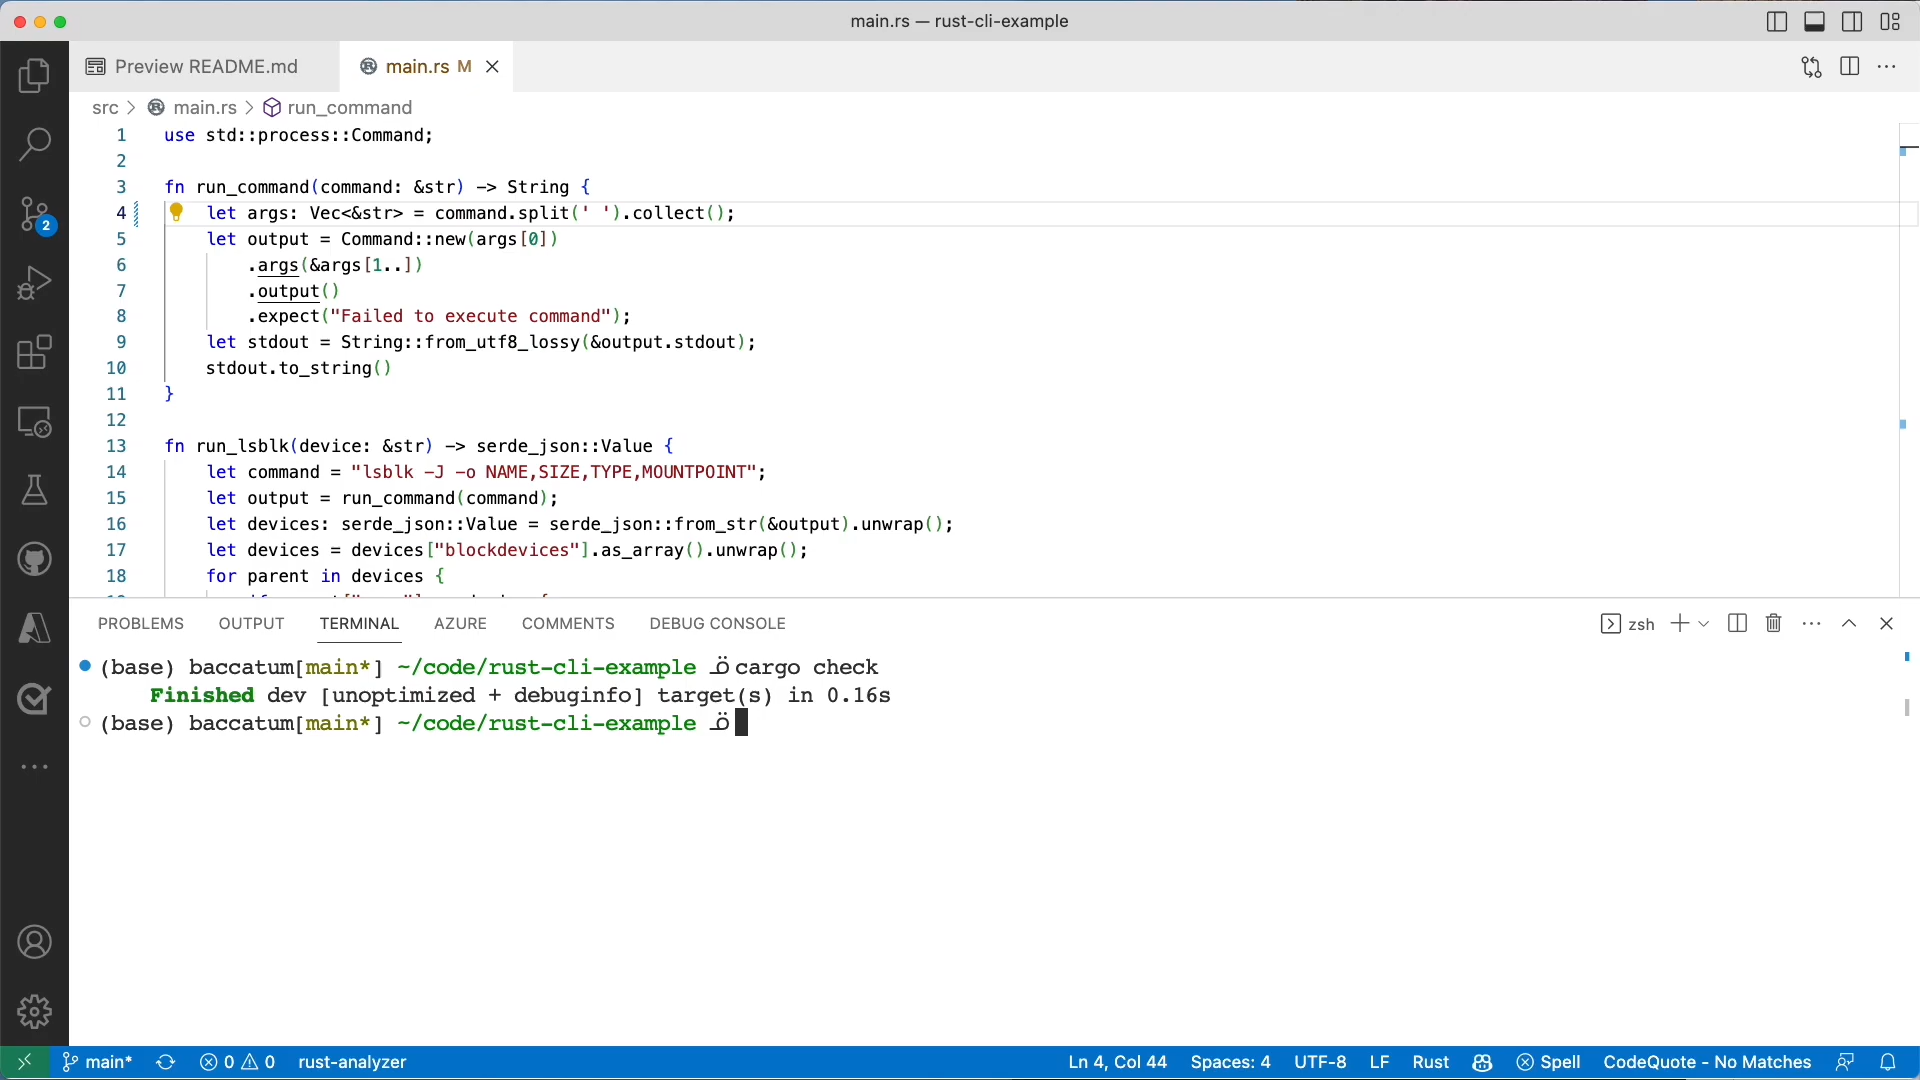 main.rs — rust-cli-example
Preview README.md
main.rs M
src > main.rs > run_command
1 use std::process::Command;
2
3 fn run_command(command: &str) -> String {
4 let args: Vec<&str> = command.split(' ').collect();
5 let output = Command::new(args[0])
6 .args(&args[1..])
7 .output()
8 .expect("Failed to execute command");
9 let stdout = String::from_utf8_lossy(&output.stdout);
10 stdout.to_string()
11 }
12
13 fn run_lsblk(device: &str) -> serde_json::Value {
14 let command = "lsblk -J -o NAME,SIZE,TYPE,MOUNTPOINT";
15 let output = run_command(command);
16 let devices: serde_json::Value = serde_json::from_str(&output).unwrap();
17 let devices = devices["blockdevices"].as_array().unwrap();
18 for parent in devices {
2
PROBLEMS OUTPUT TERMINAL AZURE COMMENTS DEBUG CONSOLE
zsh
(base) baccatum[main*] ~/code/rust-cli-example cargo check
Finished dev [unoptimized + debuginfo] target(s) in 0.16s
(base) baccatum[main*] ~/code/rust-cli-example
main* 0 0 rust-analyzer
Ln 4, Col 44 Spaces: 4 UTF-8 LF Rust Spell CodeQuote - No Matches